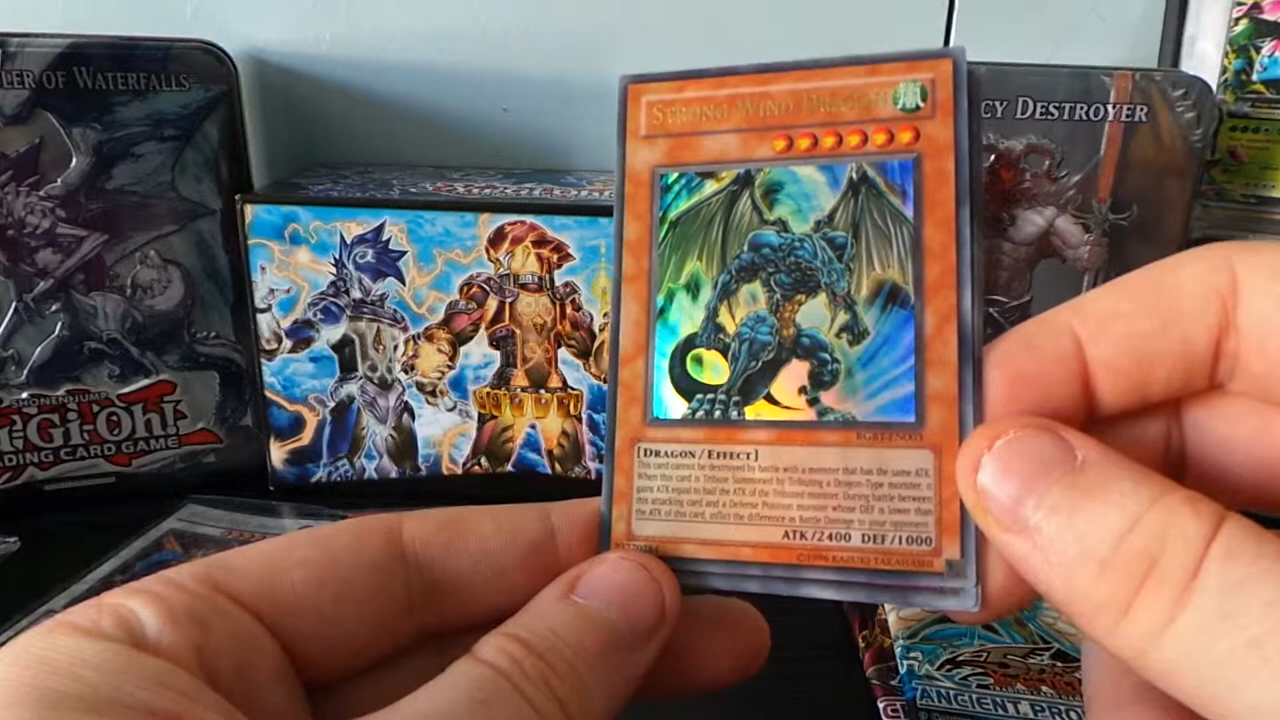 LER OF WATERFALLS
SHONEN JUMP
I-GI-OH!
ADING CARD GAME
STRONG WIND DRAGON
RGBT-EN003
[DRAGON/EFFECT]
This card cannot be destroyed by battle with a monster that has the same ATK.
When this card is Tribute Summoned by Tributing a Dragon-Type monster, it
gains ATK equal to half the ATK of the Tributed monster. During battle between
this attacking card and a Defense Position monster whose DEF is lower than
the ATK of this card, inflict the difference as Battle Damage to your opponent.
ATK/2400 DEF/1000
©1996 KAZUKI TAKAHASHI
CY DESTROYER
ANCIENT PRO